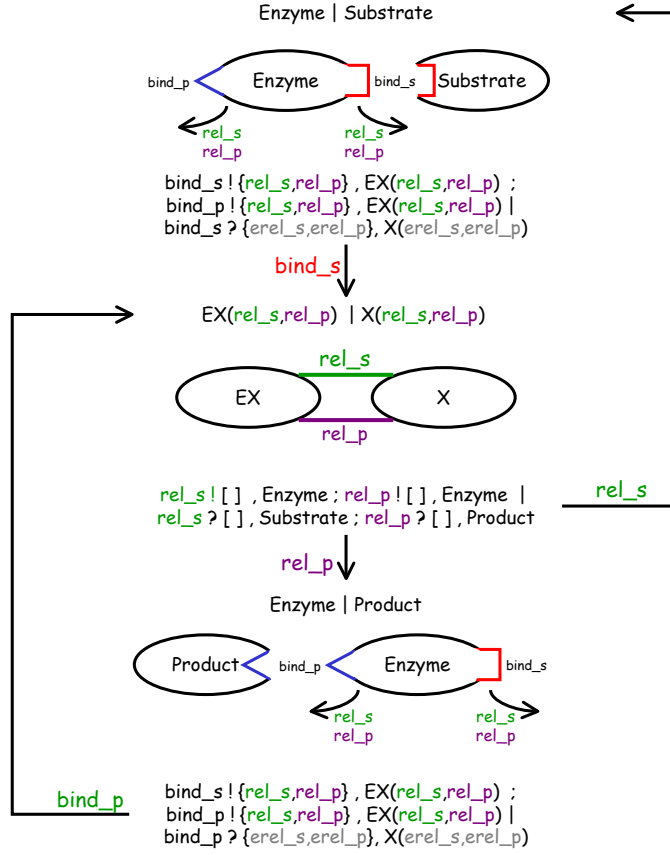 Enzyme | Substrate
bind_p Enzyme bind_s Substrate
rel_s rel_s
rel_p rel_p
bind_s ! {rel_s,rel_p} , EX(rel_s,rel_p) ;
bind_p ! {rel_s,rel_p} , EX(rel_s,rel_p) |
bind_s ? {erel_s,erel_p}, X(erel_s,erel_p)
bind_s
EX(rel_s,rel_p) | X(rel_s,rel_p)
rel_s
EX X
rel_p
rel_s ! [ ] , Enzyme ; rel_p ! [ ] , Enzyme |
rel_s ? [ ] , Substrate ; rel_p ? [ ] , Product
rel_s
rel_p
Enzyme | Product
Product bind_p Enzyme bind_s
rel_s rel_s
rel_p rel_p
bind_s ! {rel_s,rel_p} , EX(rel_s,rel_p) ;
bind_p ! {rel_s,rel_p} , EX(rel_s,rel_p) |
bind_p ? {erel_s,erel_p}, X(erel_s,erel_p)
bind_p